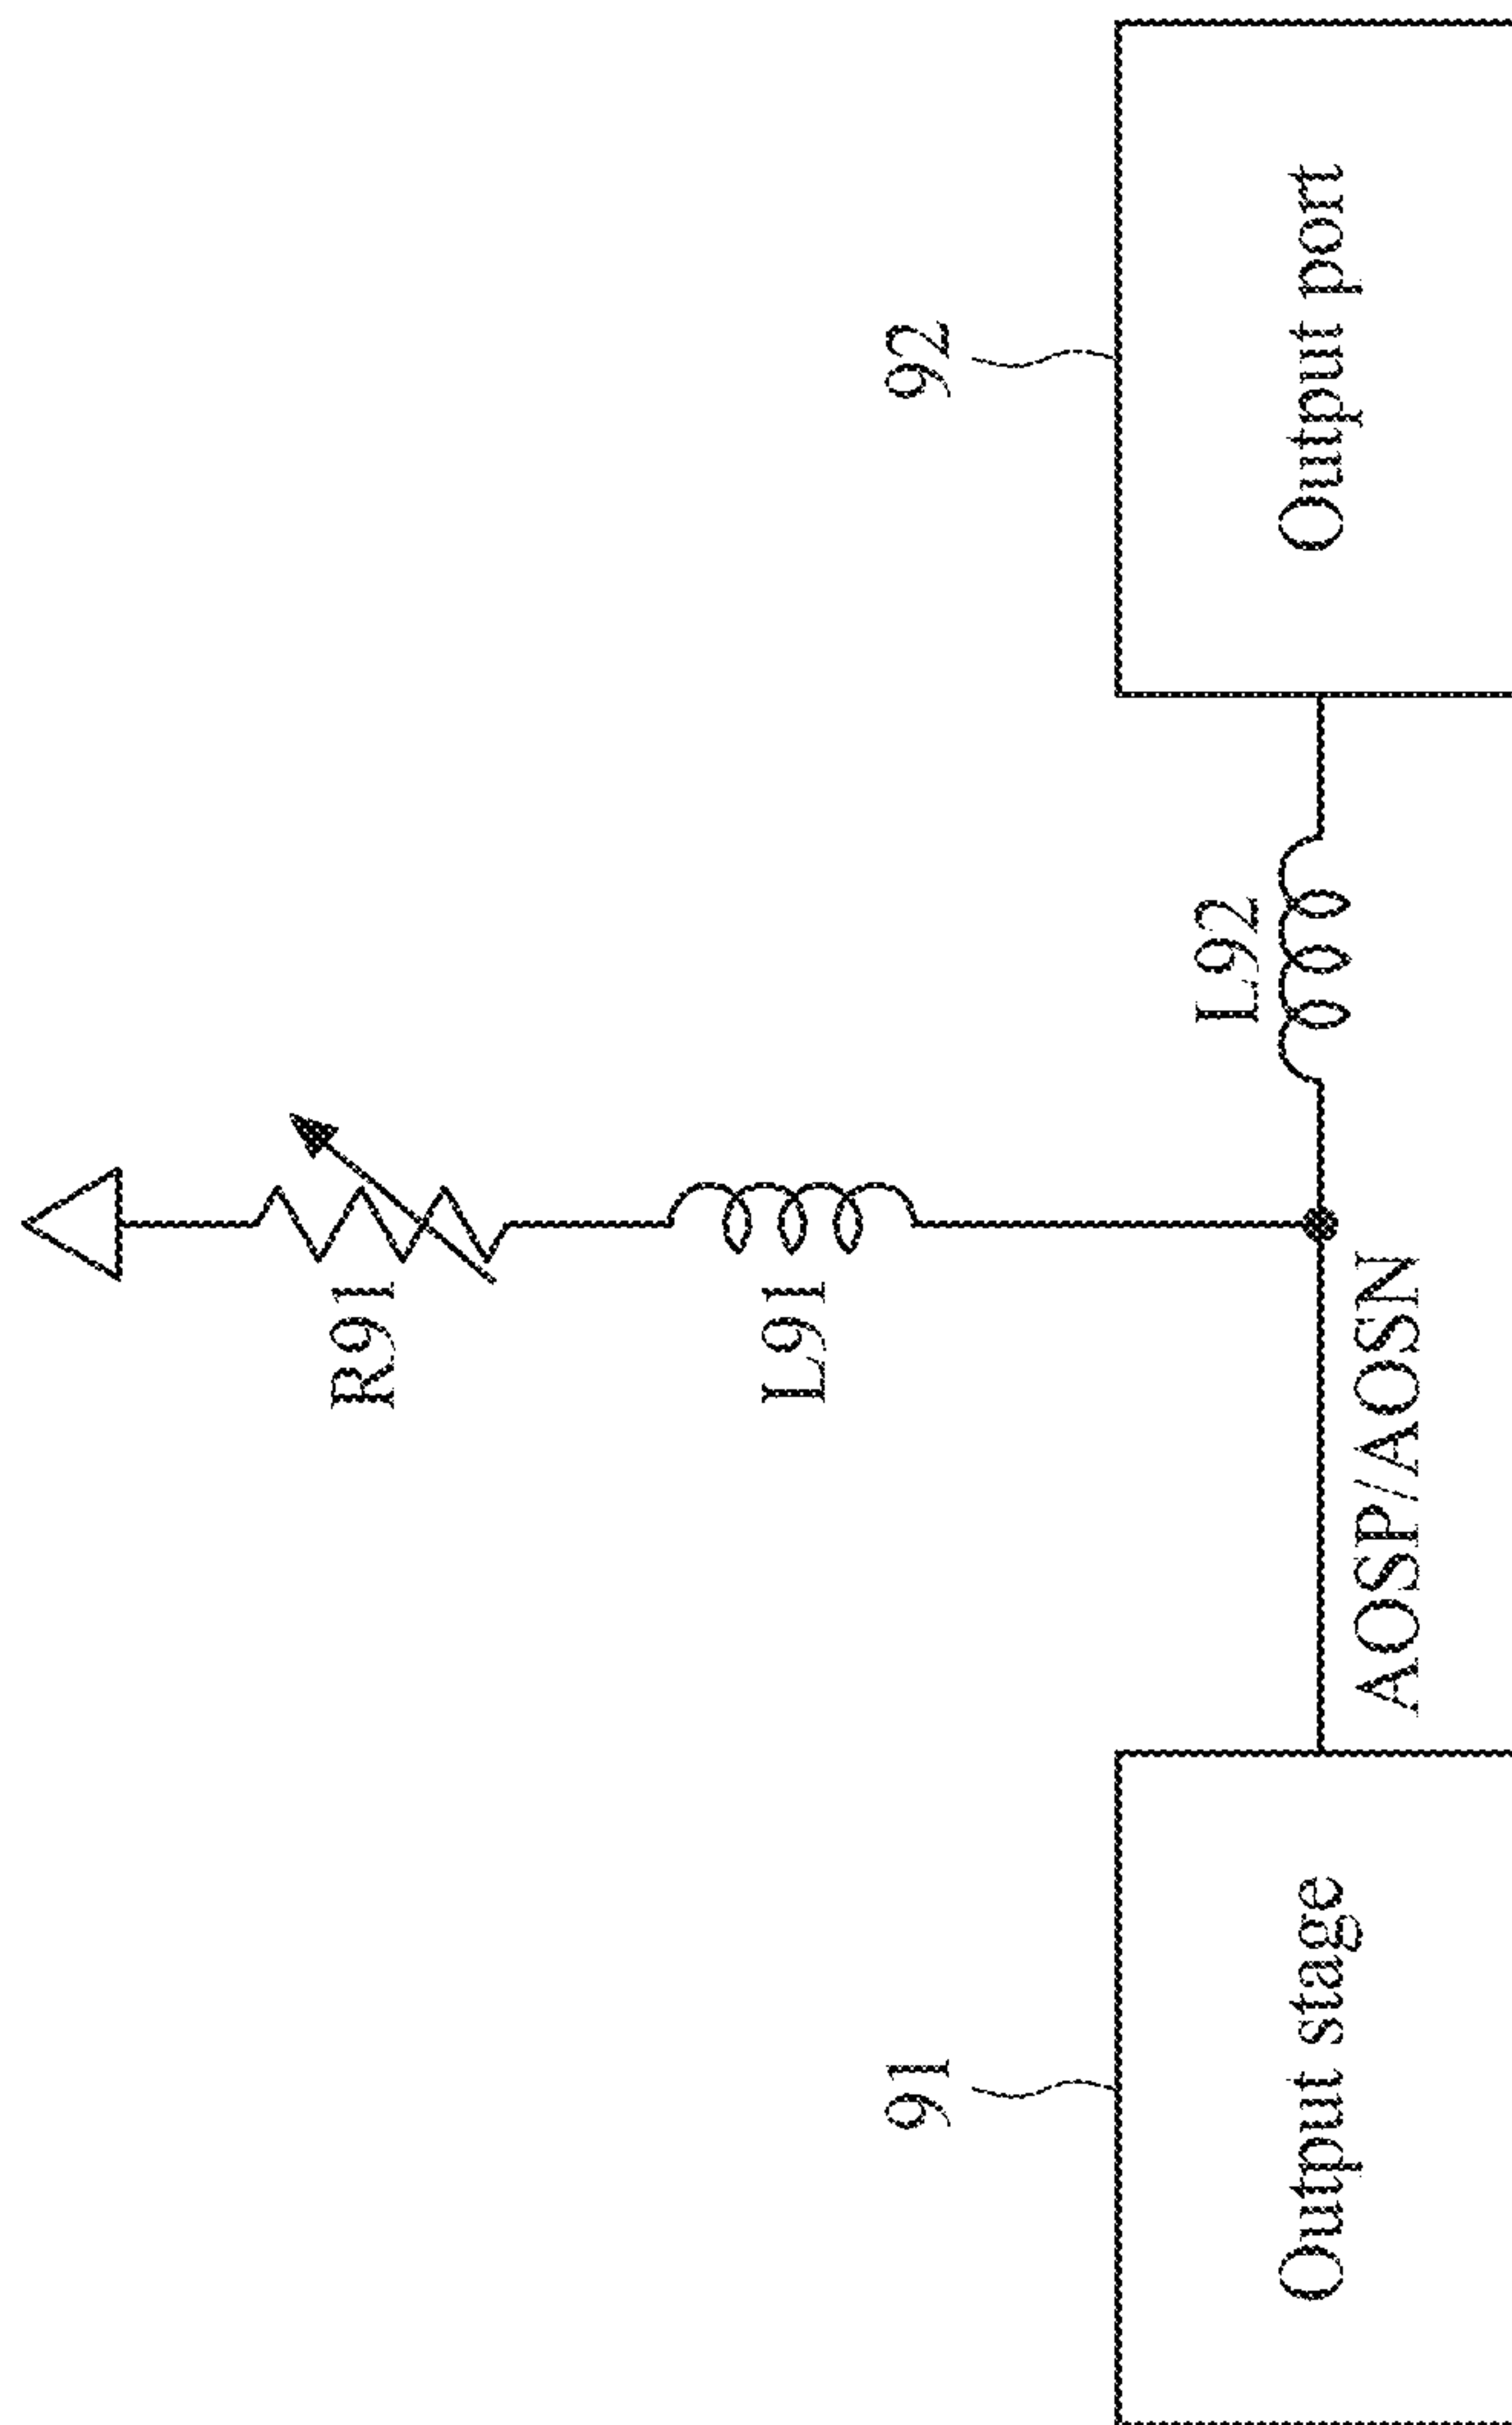 R91
L91
91
92
L92
Output stage
AOSP/AOSN
Output port